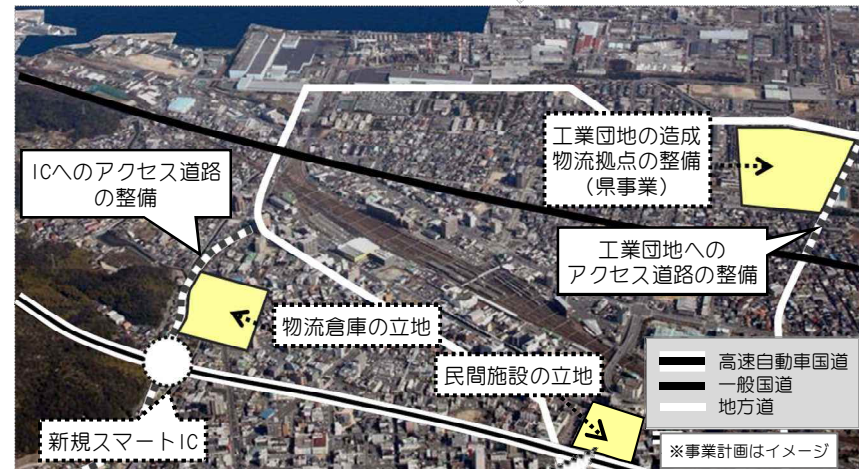 工業団地の造成
物流拠点の整備
（県事業）
ICへのアクセス道路
の整備
工業団地への
アクセス道路の整備
物流倉庫の立地
民間施設の立地
新規スマートIC
高速自動車国道
一般国道
地方道
※事業計画はイメージ